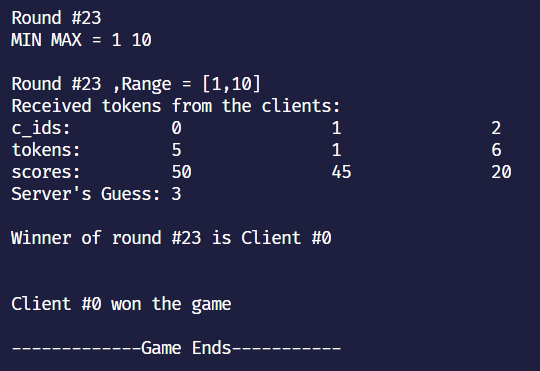 Round #23
MIN MAX = 1 10
Round #23 ,Range = [1,10]
Received tokens from the clients:
c_ids: 0 1 2
tokens: 5 1 6
scores: 50 45 20
Server's Guess: 3
Winner of round #23 is Client #0
Client #0 won the game
-------------Game Ends-----------